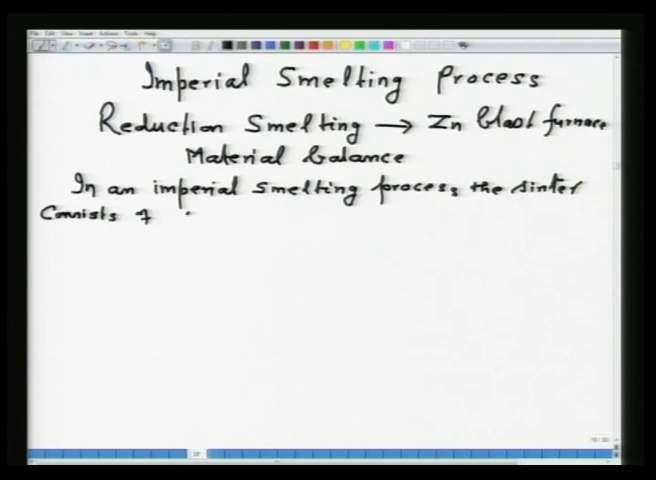 Imperial Smelting Process
Reduction Smelting → Zn blast furnace
Material balance
In an imperial smelting process, the sinter
Consists of